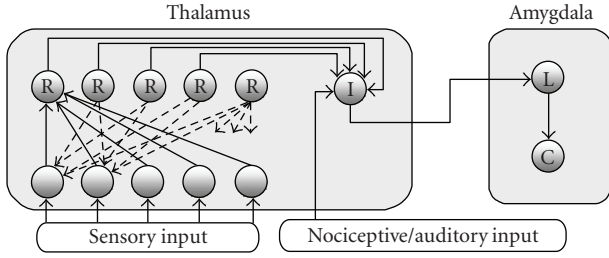 Thalamus
Amygdala
R R R R R I
L
C
Sensory input
Nociceptive/auditory input